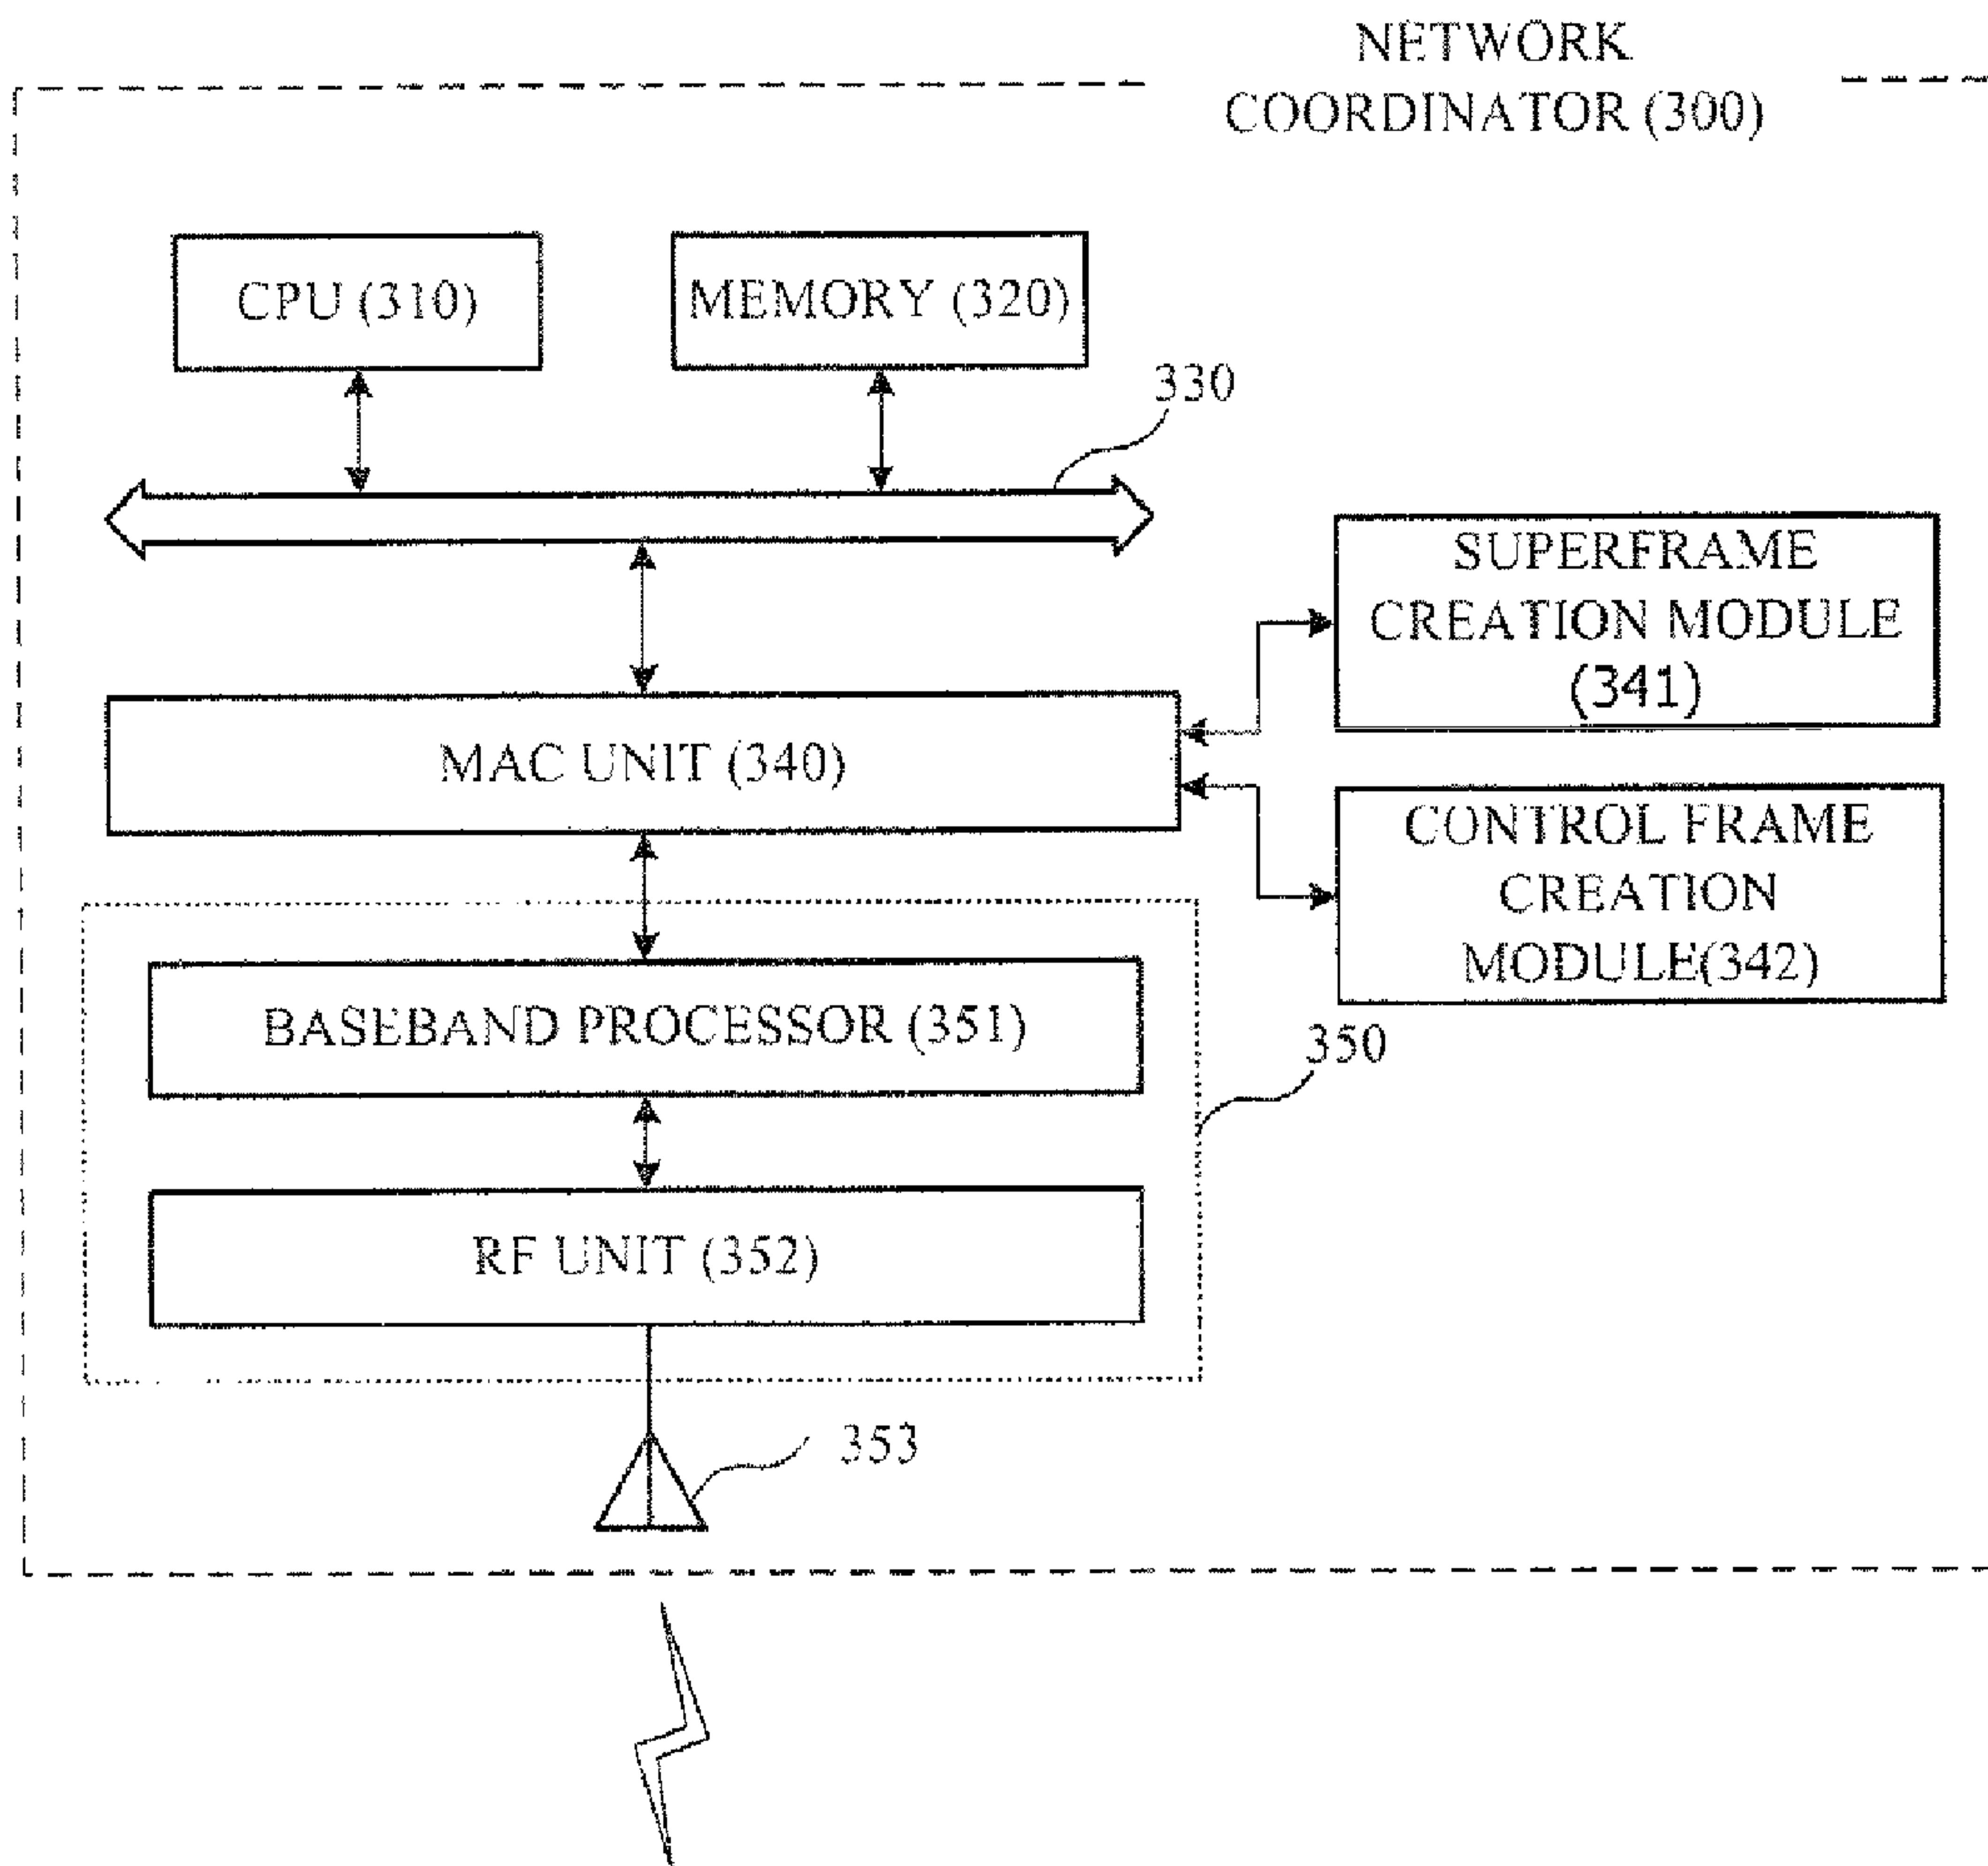 NETWORK
COORDINATOR (300)
CPU (310)
MEMORY (320)
330
SUPERFRAME
CREATION MODULE
(341)
MAC UNIT (340)
CONTROL FRAME
CREATION
MODULE(342)
BASEBAND PROCESSOR (351)
350
RF UNIT (352)
353